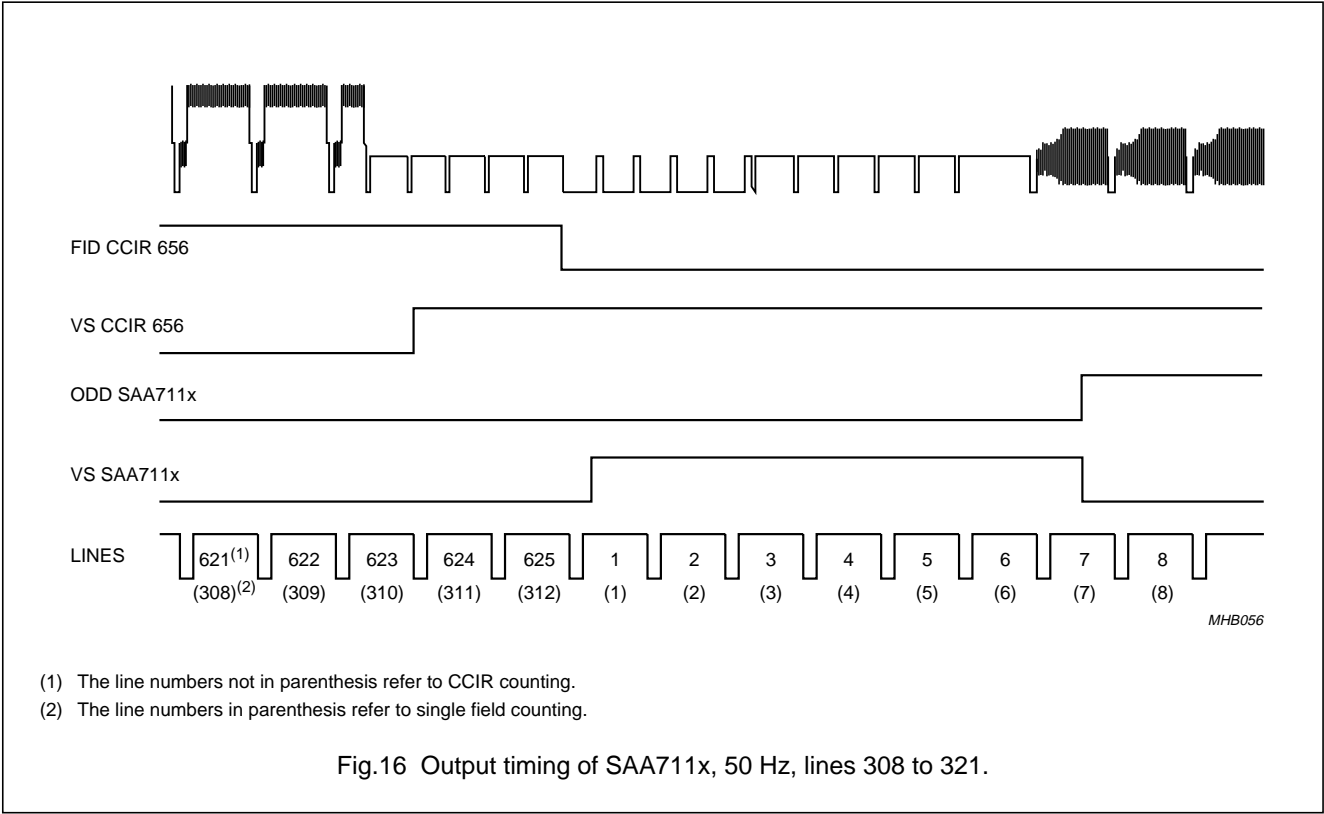 FID CCIR 656
VS CCIR 656
ODD SAA711x
VS SAA711x
LINES 621(1) 622 623 624 625 1 2 3 4 5 6 7 8
(308)(2) (309) (310) (311) (312) (1) (2) (3) (4) (5) (6) (7) (8)
MHB056
(1) The line numbers not in parenthesis refer to CCIR counting.
(2) The line numbers in parenthesis refer to single field counting.
Fig.16 Output timing of SAA711x, 50 Hz, lines 308 to 321.